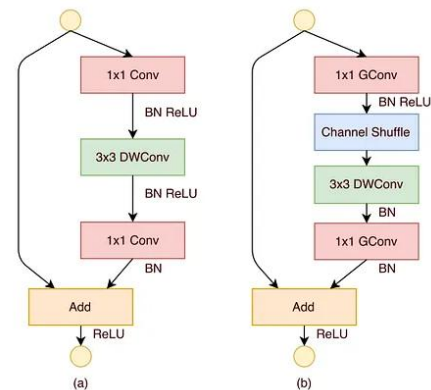 1x1 Conv
BN ReLU
3x3 DWConv
BN ReLU
1x1 Conv
BN
Add
ReLU
(a)
1x1 GConv
BN ReLU
Channel Shuffle
3x3 DWConv
BN
1x1 GConv
BN
Add
ReLU
(b)